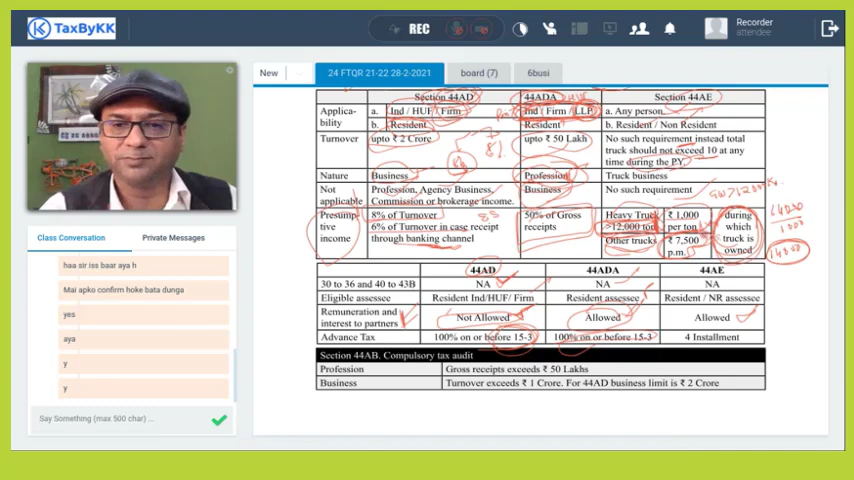 TaxByKK
REC
Recorder
attendee
New
24 FTQR 21-22 28-2-2021
board (7)
6busi
Class Conversation
Private Messages
haa sir iss baar aya h
Mai apko confirm hoke bata dunga
yes
aya
y
y
Say Something (max 500 char) ...
Section 44AD
44ADA
Section 44AE
Applica-
bility
a. Ind / HUF/ Firm
b. Resident
Ind / Firm / LLP
Resident
a. Any person
b. Resident / Non Resident
Turnover
upto ₹ 2 Crore
upto ₹ 50 Lakh
No such requirement instead total
truck should not exceed 10 at any
time during the PY.
8%
Nature
Business
Profession
Truck business
Not
applicable
Profession, Agency Business,
Commission or brokerage income.
Business
No such requirement
Presump-
tive
income
8% of Turnover
6% of Turnover in case receipt
through banking channel
50% of Gross
receipts
Heavy Truck
>12,000 ton
Other trucks
₹ 1,000
per ton
₹ 7,500
p.m.
during
which
truck is
owned
44AD
44ADA
44AE
30 to 36 and 40 to 43B
NA
NA
NA
Eligible assessee
Resident Ind/HUF/ Firm
Resident assessee
Resident / NR assessee
Remuneration and
interest to partners
Not Allowed
Allowed
Allowed
Advance Tax
100% on or before 15-3
100% on or before 15-3
4 Installment
Section 44AB. Compulsory tax audit
Profession
Gross receipts exceeds ₹ 50 Lakhs
Business
Turnover exceeds ₹ 1 Crore. For 44AD business limit is ₹ 2 Crore